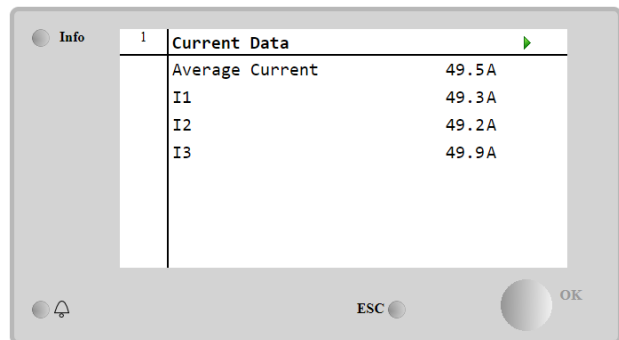 Info
1 Current Data
Average Current 49.5A
I1 49.3A
I2 49.2A
I3 49.9A
ESC
OK